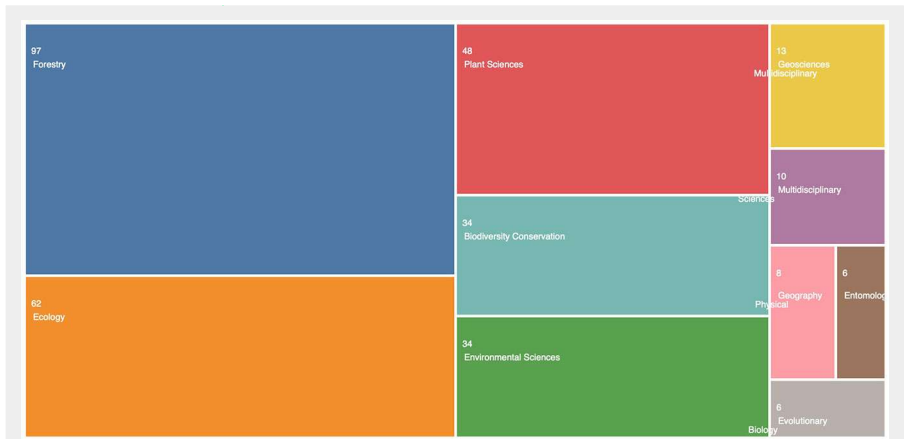 97
Forestry
62
Ecology
48
Plant Sciences
34
Biodiversity Conservation
34
Environmental Sciences
13
Geosciences
Multidisciplinary
10
Multidisciplinary
Sciences
8
Geography
Physical
6
Entomolog
6
Evolutionary
Biology